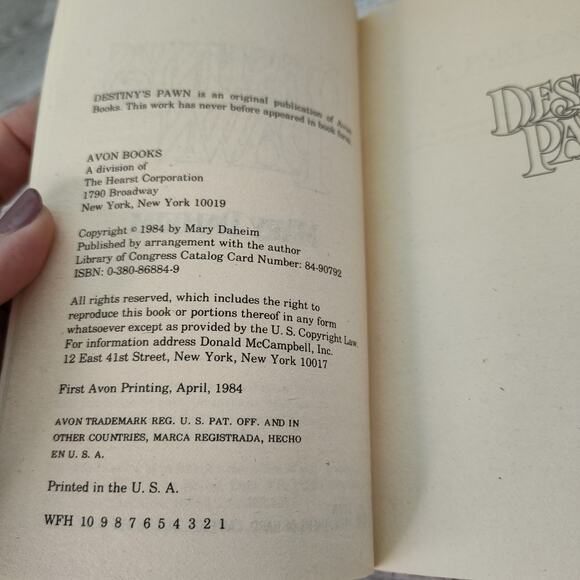 DESTINY'S PAWN is an original publication of Avon
Books. This work has never before appeared in book form.
AVON BOOKS
A division of
The Hearst Corporation
1790 Broadway
New York, New York 10019
Copyright © 1984 by Mary Daheim
Published by arrangement with the author
Library of Congress Catalog Card Number: 84-90792
ISBN: 0-380-86884-9
All rights reserved, which includes the right to
reproduce this book or portions thereof in any form
whatsoever except as provided by the U. S. Copyright Law.
For information address Donald McCampbell, Inc.
12 East 41st Street, New York, New York 10017
First Avon Printing, April, 1984
AVON TRADEMARK REG. U. S. PAT. OFF. AND IN
OTHER COUNTRIES, MARCA REGISTRADA, HECHO
EN U. S. A.
Printed in the U. S. A.
WFH 10 9 8 7 6 5 4 3 2 1
DEST
PA